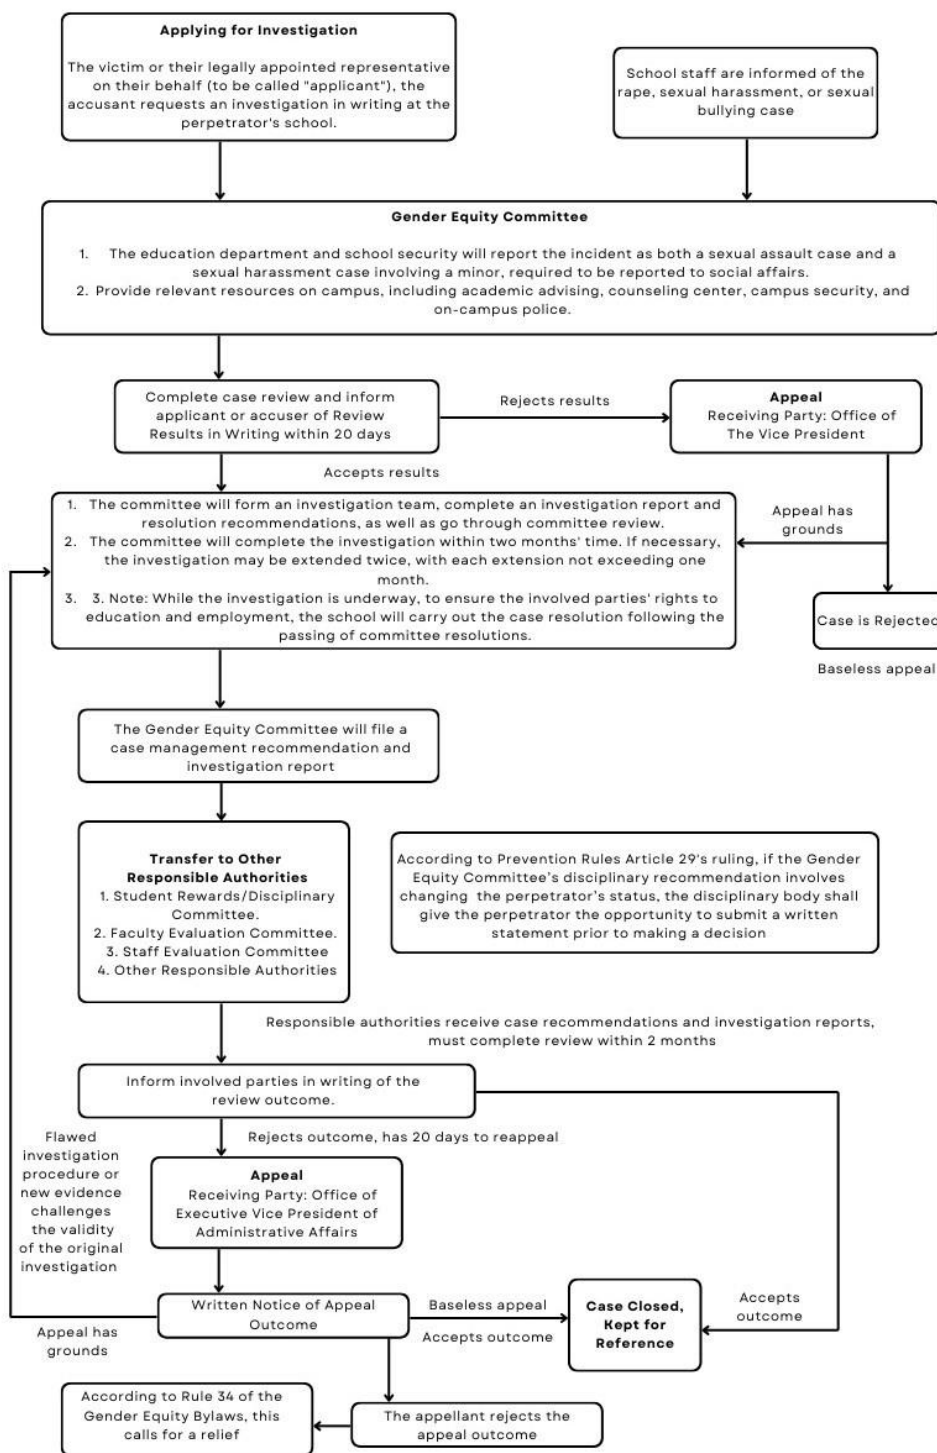 Applying for Investigation
The victim or their legally appointed representative
on their behalf (to be called "applicant"), the
accusant requests an investigation in writing at the
perpetrator's school.
School staff are informed of the
rape, sexual harassment, or sexual
bullying case
Gender Equity Committee
1. The education department and school security will report the incident as both a sexual assault case and a
sexual harassment case involving a minor, required to be reported to social affairs.
2. Provide relevant resources on campus, including academic advising, counseling center, campus security, and
on-campus police.
Complete case review and inform
applicant or accuser of Review
Results in Writing within 20 days
Rejects results
Appeal
Receiving Party: Office of
The Vice President
Accepts results
1. The committee will form an investigation team, complete an investigation report and
resolution recommendations, as well as go through committee review.
2. The committee will complete the investigation within two months' time. If necessary,
the investigation may be extended twice, with each extension not exceeding one
month.
3. 3. Note: While the investigation is underway, to ensure the involved parties' rights to
education and employment, the school will carry out the case resolution following the
passing of committee resolutions.
Appeal has
grounds
Case is Rejected
Baseless appeal
The Gender Equity Committee will file a
case management recommendation and
investigation report
Transfer to Other
Responsible Authorities
1. Student Rewards/Disciplinary
Committee.
2. Faculty Evaluation Committee.
3. Staff Evaluation Committee
4. Other Responsible Authorities
According to Prevention Rules Article 29's ruling, if the Gender
Equity Committee's disciplinary recommendation involves
changing the perpetrator's status, the disciplinary body shall
give the perpetrator the opportunity to submit a written
statement prior to making a decision
Responsible authorities receive case recommendations and investigation reports,
must complete review within 2 months
Inform involved parties in writing of the
review outcome.
Rejects outcome, has 20 days to reappeal
Flawed
investigation
procedure or
new evidence
challenges
the validity
of the original
investigation
Appeal
Receiving Party: Office of
Executive Vice President of
Administrative Affairs
Written Notice of Appeal
Outcome
Baseless appeal
Accepts outcome
Case Closed,
Kept for
Reference
Accepts
outcome
Appeal has
grounds
According to Rule 34 of the
Gender Equity Bylaws, this
calls for a relief
The appellant rejects the
appeal outcome